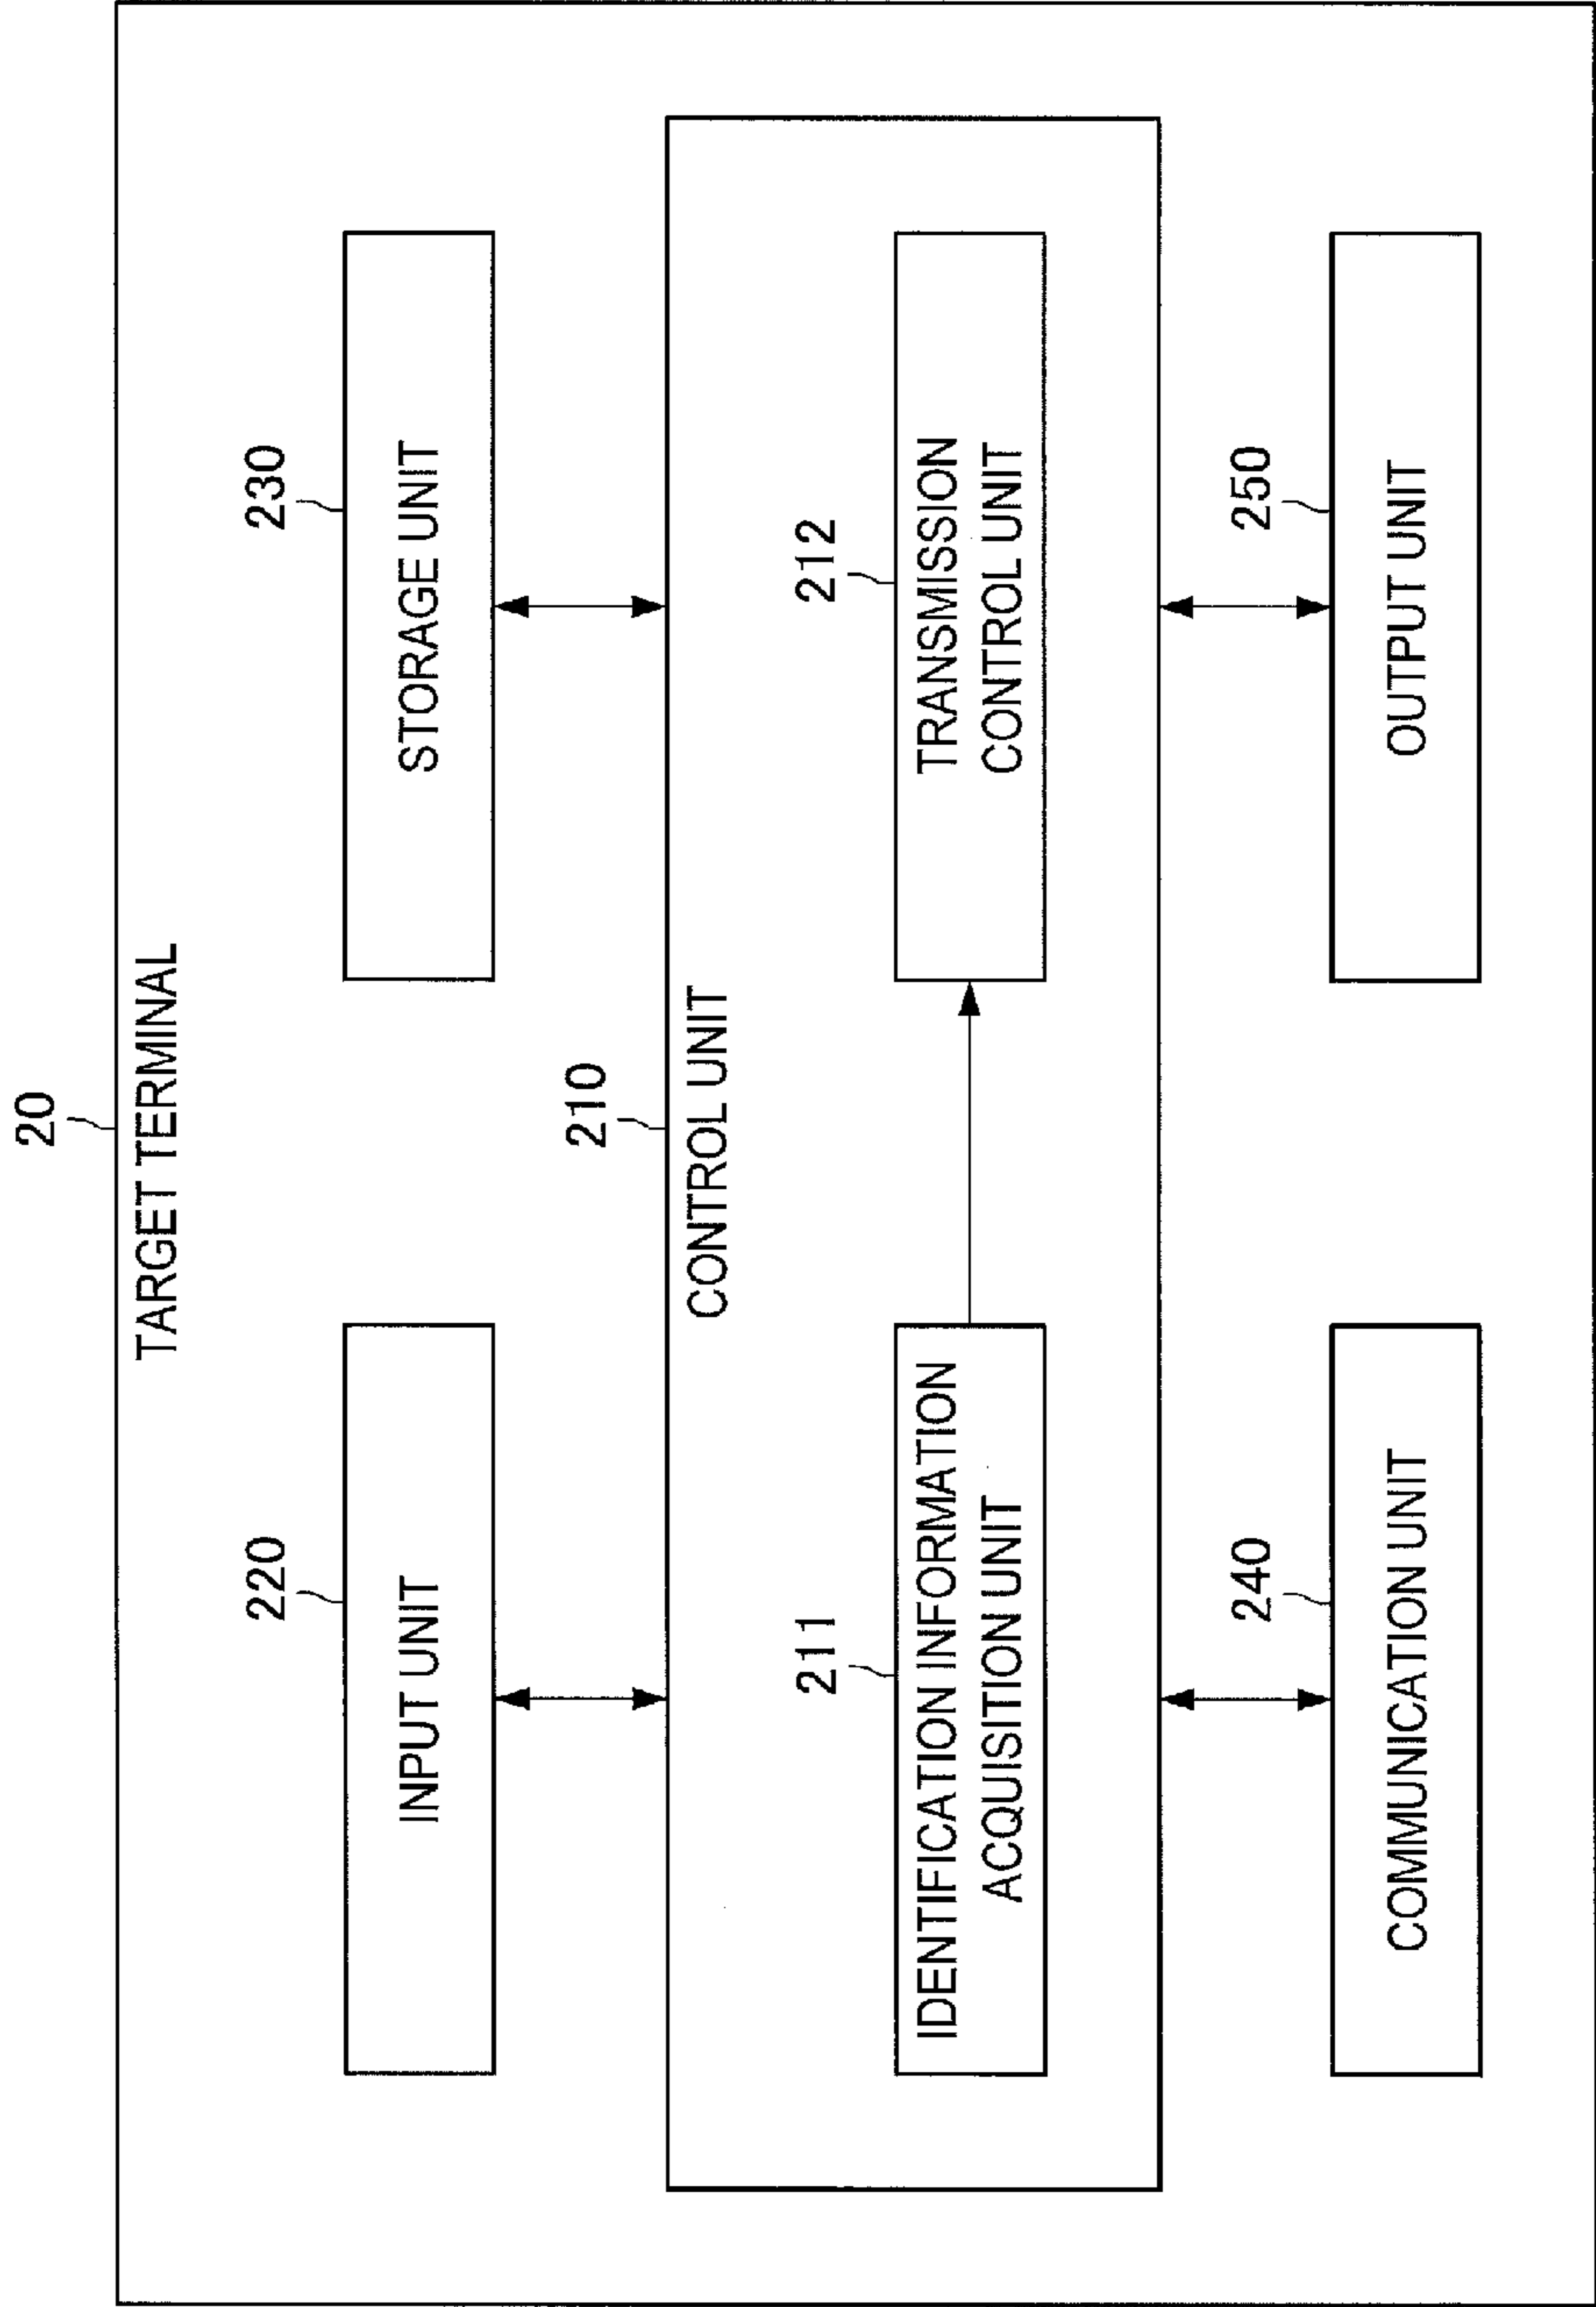 20
TARGET TERMINAL
220
INPUT UNIT
230
STORAGE UNIT
210
CONTROL UNIT
211
IDENTIFICATION INFORMATION
ACQUISITION UNIT
212
TRANSMISSION
CONTROL UNIT
240
COMMUNICATION UNIT
250
OUTPUT UNIT